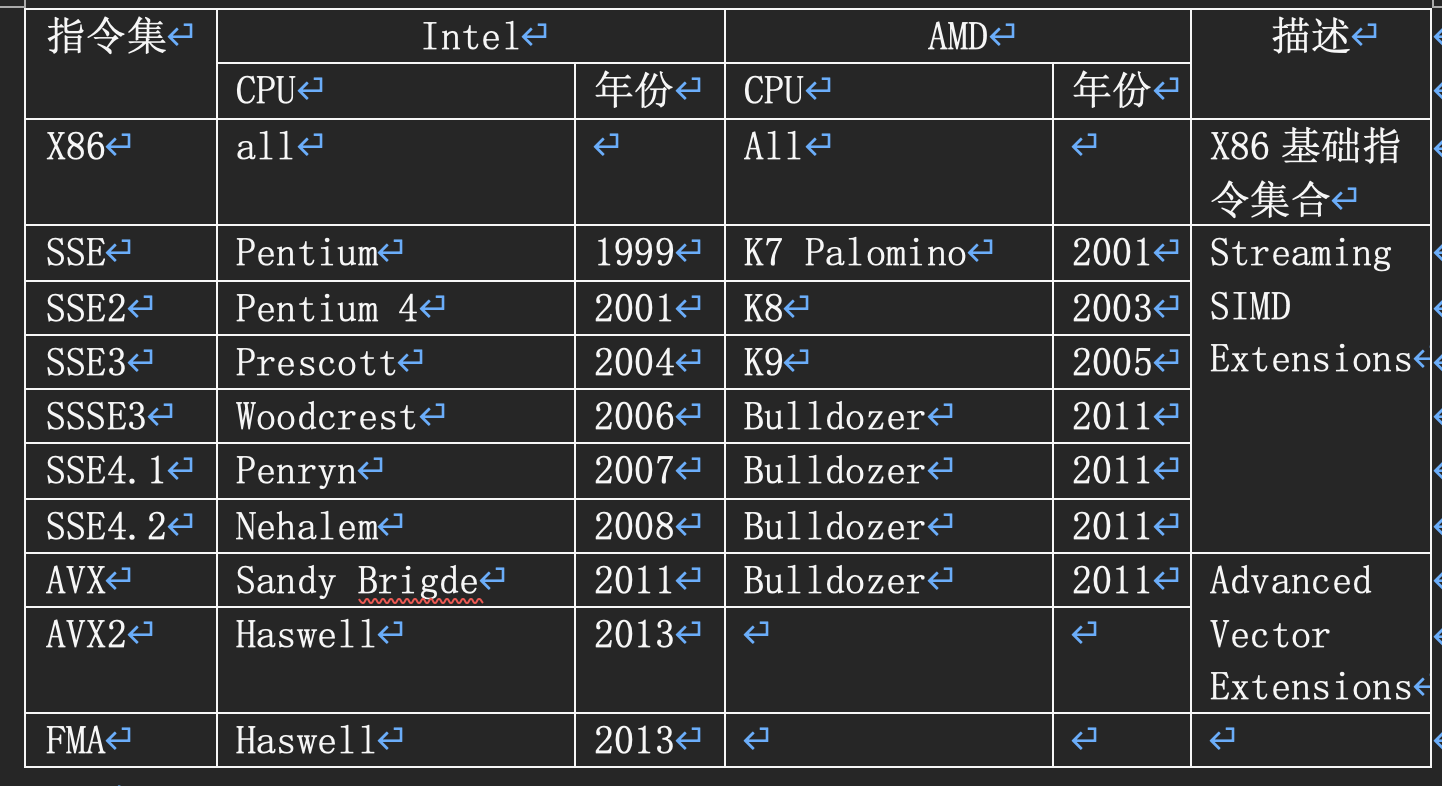 指令集 Intel AMD 描述
CPU 年份 CPU 年份
X86 all All X86 基础指
令集合
SSE Pentium 1999 K7 Palomino 2001 Streaming
SSE2 Pentium 4 2001 K8 2003 SIMD
SSE3 Prescott 2004 K9 2005 Extensions
SSSE3 Woodcrest 2006 Bulldozer 2011
SSE4.1 Penryn 2007 Bulldozer 2011
SSE4.2 Nehalem 2008 Bulldozer 2011
AVX Sandy Brigde 2011 Bulldozer 2011 Advanced
AVX2 Haswell 2013 Vector
Extensions
FMA Haswell 2013